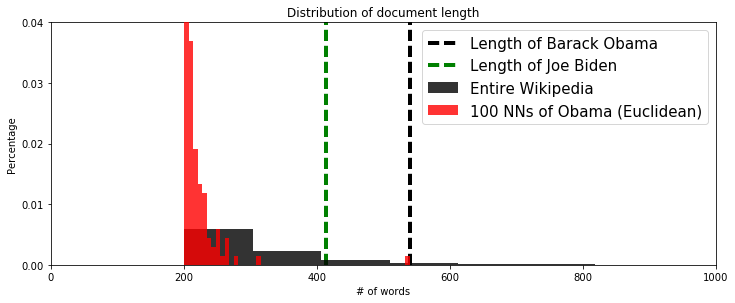 Distribution of document length
Percentage
0.04
0.03
0.02
0.01
0.00
Length of Barack Obama
Length of Joe Biden
Entire Wikipedia
100 NNs of Obama (Euclidean)
0 200 400 600 800 1000
# of words